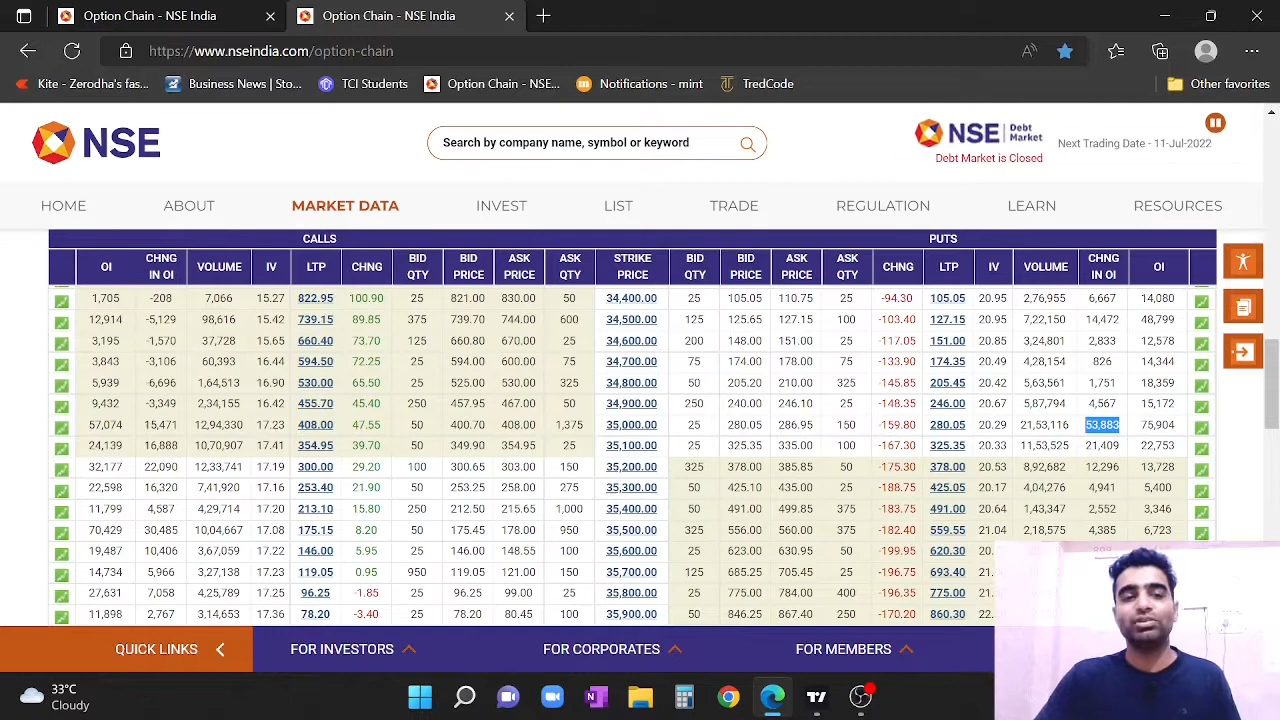 Option Chain - NSE India
Option Chain - NSE India
https://www.nseindia.com/option-chain
Kite - Zerodha's fas...
Business News | Sto...
TCI Students
Option Chain - NSE...
Notifications - mint
TredCode
Other favorites
NSE
Search by company name, symbol or keyword
NSE Debt Market
Debt Market is Closed
Next Trading Date - 11-Jul-2022
HOME ABOUT MARKET DATA INVEST LIST TRADE REGULATION LEARN RESOURCES
CALLS PUTS
OI CHNG IN OI VOLUME IV LTP CHNG BID QTY BID PRICE ASK PRICE ASK QTY STRIKE PRICE BID QTY BID PRICE ASK PRICE ASK QTY CHNG LTP IV VOLUME CHNG IN OI OI
1,705 -208 7,066 15.27 822.95 100.90 25 821.00 840.00 50 34,400.00 25 105.05 110.75 25 -94.30 105.05 20.95 2,76,955 6,667 14,080
12,914 -5,129 98,616 15.42 739.15 89.85 375 739.70 744.00 600 34,500.00 125 125.65 127.15 100 -103.40 127.15 20.95 7,22,150 14,472 48,799
3,195 -1,570 37,728 15.65 660.40 73.70 125 660.80 670.00 25 34,600.00 200 148.00 151.00 25 -117.05 151.00 20.85 3,24,801 2,833 12,578
3,843 -3,106 60,393 16.44 594.50 72.25 25 594.00 600.00 75 34,700.00 75 174.00 178.00 75 -133.90 174.35 20.49 4,28,154 826 14,344
5,939 -6,696 1,64,513 16.90 530.00 65.50 25 525.00 530.00 325 34,800.00 50 205.20 210.00 325 -145.85 205.45 20.42 5,63,561 1,751 18,359
9,432 -3,349 2,34,155 16.42 455.70 45.40 250 457.95 467.00 50 34,900.00 250 240.00 246.10 25 -148.35 246.00 20.67 5,87,794 4,567 15,172
57,074 15,471 12,94,330 17.23 408.00 47.55 50 400.70 408.00 1,375 35,000.00 25 280.05 286.95 150 -159.80 280.05 20.29 21,53,116 53,883 75,904
24,139 16,888 10,70,907 17.41 354.95 39.70 50 349.90 354.95 25 35,100.00 25 325.35 335.00 100 -167.30 325.35 20.33 11,53,525 21,409 22,753
32,177 22,090 12,33,741 17.19 300.00 29.20 100 300.65 303.00 150 35,200.00 325 378.00 385.85 50 -175.30 378.00 20.53 8,92,682 12,296 13,728
22,598 16,320 7,41,920 17.16 253.40 21.90 50 253.25 258.00 275 35,300.00 50 425.10 435.00 25 -188.75 425.05 20.17 4,04,276 4,941 5,400
11,799 4,587 4,29,714 17.20 213.10 15.80 250 212.50 215.65 1,000 35,400.00 50 491.00 499.85 375 -183.75 491.00 20.64 1,43,347 2,552 3,346
70,429 30,485 10,04,667 17.08 175.15 8.20 50 175.45 178.00 950 35,500.00 325 556.00 560.00 375 -182.40 559.55 21.04 2,18,575 4,385 6,723
19,487 10,406 3,67,059 17.22 146.00 5.95 25 146.00 148.55 100 35,600.00 25 623.00 630.95 50 -199.95 620.30 20.
14,734 5,966 3,27,138 17.23 119.05 0.95 950 119.05 121.00 150 35,700.00 125 685.25 705.45 25 -196.75 693.40 21.
27,631 7,058 4,25,789 17.25 96.25 -1.85 25 96.25 99.00 25 35,800.00 25 775.00 784.00 400 -196.35 775.00 21.
11,898 2,767 3,14,653 17.36 78.20 -3.40 25 78.20 80.45 100 35,900.00 25 846.25 867.40 250 -170.20 860.30 22.
QUICK LINKS FOR INVESTORS FOR CORPORATES FOR MEMBERS
33°C
Cloudy